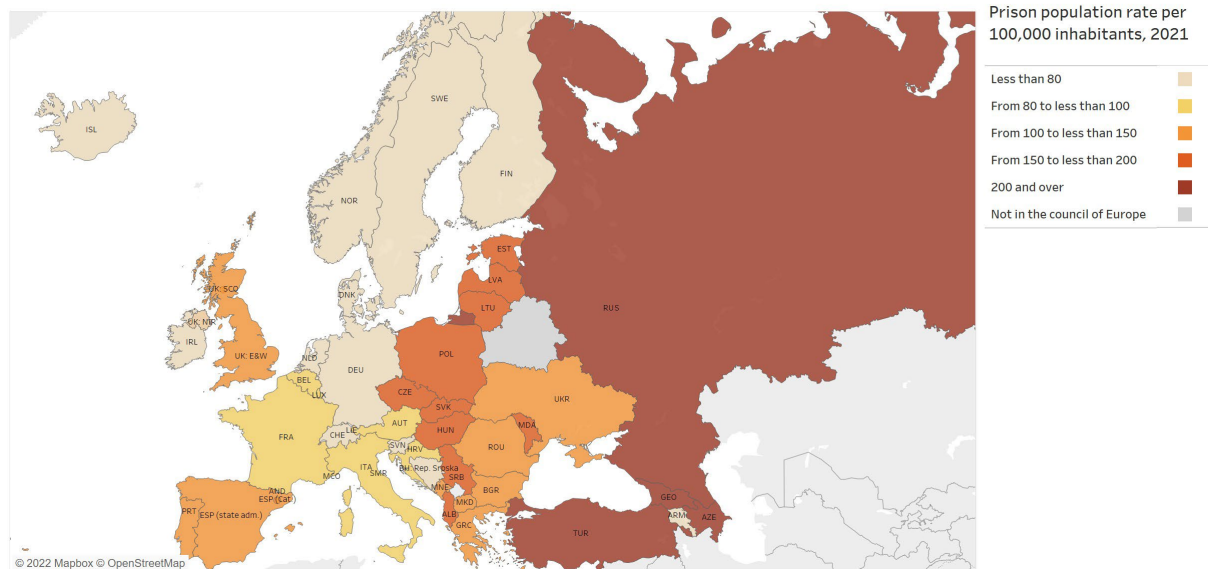 Prison population rate per
100,000 inhabitants, 2021
Less than 80
From 80 to less than 100
From 100 to less than 150
From 150 to less than 200
200 and over
Not in the council of Europe
ISL
SWE
FIN
NOR
EST
LVA
DNK
LTU
RUS
UK: SCO
UK: NIR
IRL
UK: E&W
NLD
DEU
POL
BEL
LUX
CZE
UKR
SVK
AUT
MDA
FRA
CHE
LIE
HUN
SVN
HRV
ROU
ITA
BH: Rep. Srpska
MCO
SMR
SRB
AND
MNE
BGR
ESP (Cat.)
MKD
GEO
PRT
ESP (state adm.)
ALB
ARM
AZE
GRC
TUR
© 2022 Mapbox © OpenStreetMap